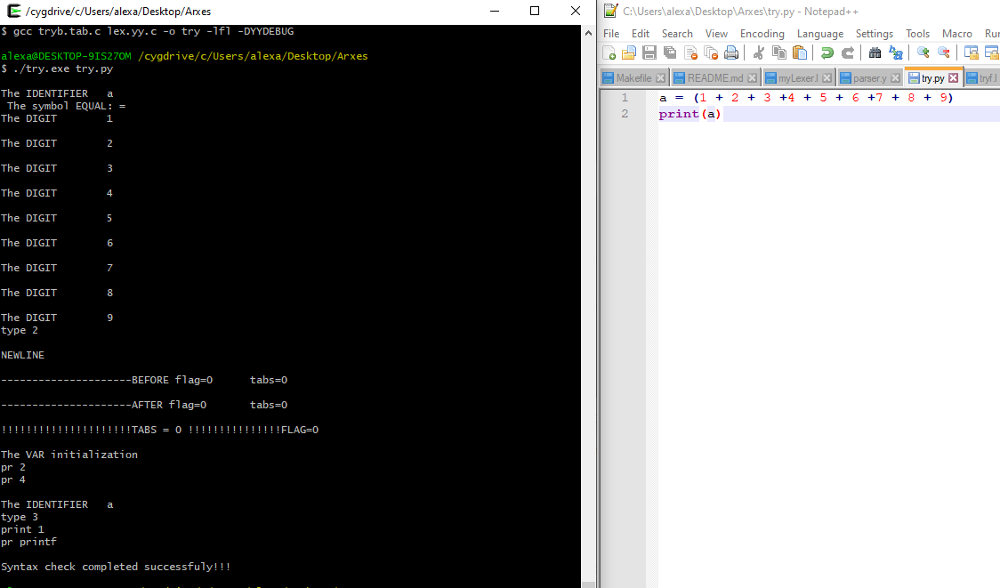 /cygdrive/c/Users/alexa/Desktop/Arxes
$ gcc tryb.tab.c lex.yy.c -o try -lfl -DYYDEBUG
alexa@DESKTOP-9IS27OM /cygdrive/c/Users/alexa/Desktop/Arxes
$ ./try.exe try.py
The IDENTIFIER a
The symbol EQUAL: =
The DIGIT 1
The DIGIT 2
The DIGIT 3
The DIGIT 4
The DIGIT 5
The DIGIT 6
The DIGIT 7
The DIGIT 8
The DIGIT 9
type 2
NEWLINE
---------------------BEFORE flag=0 tabs=0
---------------------AFTER flag=0 tabs=0
!!!!!!!!!!!!!!!!!!!!!TABS = 0 !!!!!!!!!!!!!!!FLAG=0
The VAR initialization
pr 2
pr 4
The IDENTIFIER a
type 3
print 1
pr printf
Syntax check completed successfuly!!!
C:\Users\alexa\Desktop\Arxes\try.py - Notepad++
File Edit Search View Encoding Language Settings Tools Macro Run
Makefile README.md myLexer.l parser.y try.py tryf.l
1 a = (1 + 2 + 3 +4 + 5 + 6 +7 + 8 + 9)
2 print(a)